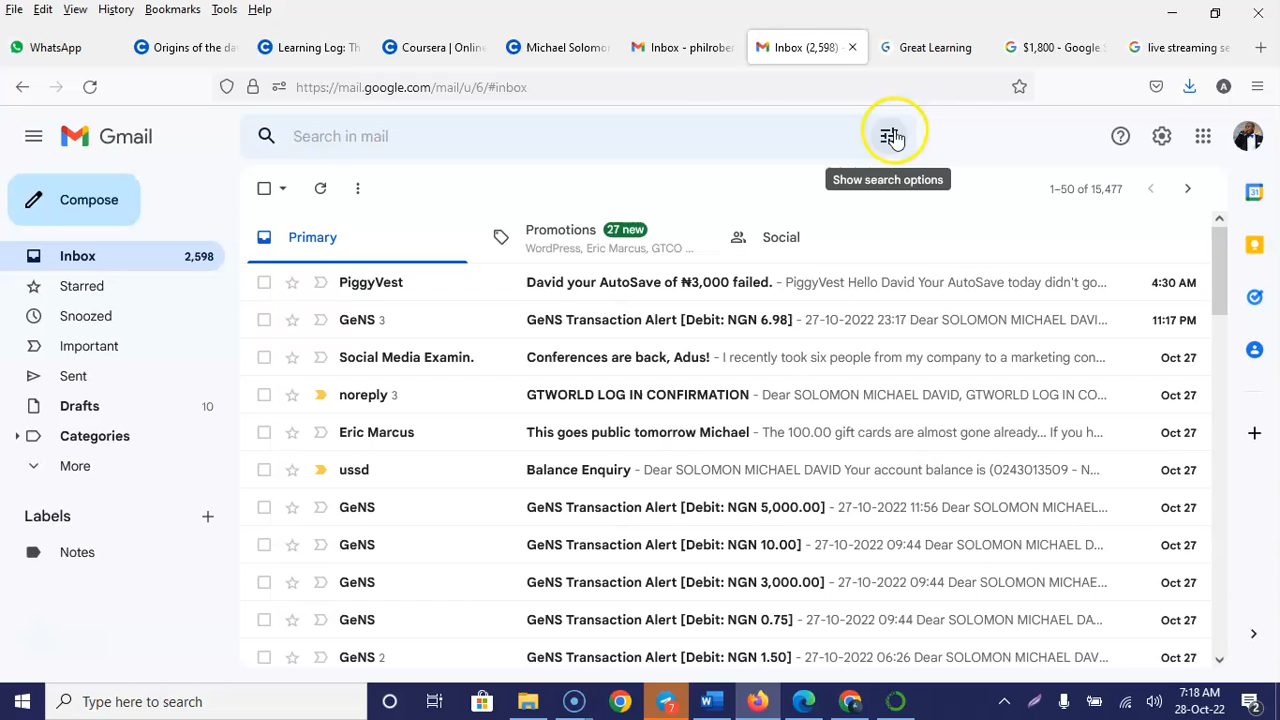 File Edit View History Bookmarks Tools Help
WhatsApp Origins of the da Learning Log: Th Coursera | Online Michael Solomo Inbox - philrober Inbox (2,598) - Great Learning $1,800 - Google S live streaming se
https://mail.google.com/mail/u/6/#inbox A
Gmail Search in mail
Show search options
1–50 of 15,477
Compose
Primary Promotions 27 new Social
WordPress, Eric Marcus, GTCO ...
Inbox 2,598
Starred
Snoozed
Important
Sent
Drafts 10
Categories
More
Labels
Notes
PiggyVest David your AutoSave of ₦3,000 failed. - PiggyVest Hello David Your AutoSave today didn't go... 4:30 AM
GeNS 3 GeNS Transaction Alert [Debit: NGN 6.98] - 27-10-2022 23:17 Dear SOLOMON MICHAEL DAVI... 11:17 PM
Social Media Examin. Conferences are back, Adus! - I recently took six people from my company to a marketing con... Oct 27
noreply 3 GTWORLD LOG IN CONFIRMATION - Dear SOLOMON MICHAEL DAVID, GTWORLD LOG IN CO... Oct 27
Eric Marcus This goes public tomorrow Michael - The 100.00 gift cards are almost gone already... If you h... Oct 27
ussd Balance Enquiry - Dear SOLOMON MICHAEL DAVID Your account balance is (0243013509 - N... Oct 27
GeNS GeNS Transaction Alert [Debit: NGN 5,000.00] - 27-10-2022 11:56 Dear SOLOMON MICHAEL... Oct 27
GeNS GeNS Transaction Alert [Debit: NGN 10.00] - 27-10-2022 09:44 Dear SOLOMON MICHAEL D... Oct 27
GeNS GeNS Transaction Alert [Debit: NGN 3,000.00] - 27-10-2022 09:44 Dear SOLOMON MICHAE... Oct 27
GeNS GeNS Transaction Alert [Debit: NGN 0.75] - 27-10-2022 09:44 Dear SOLOMON MICHAEL DA... Oct 27
GeNS 2 GeNS Transaction Alert [Debit: NGN 1.50] - 27-10-2022 06:26 Dear SOLOMON MICHAEL DAV... Oct 27
Type here to search 7 7:18 AM
28-Oct-22 2